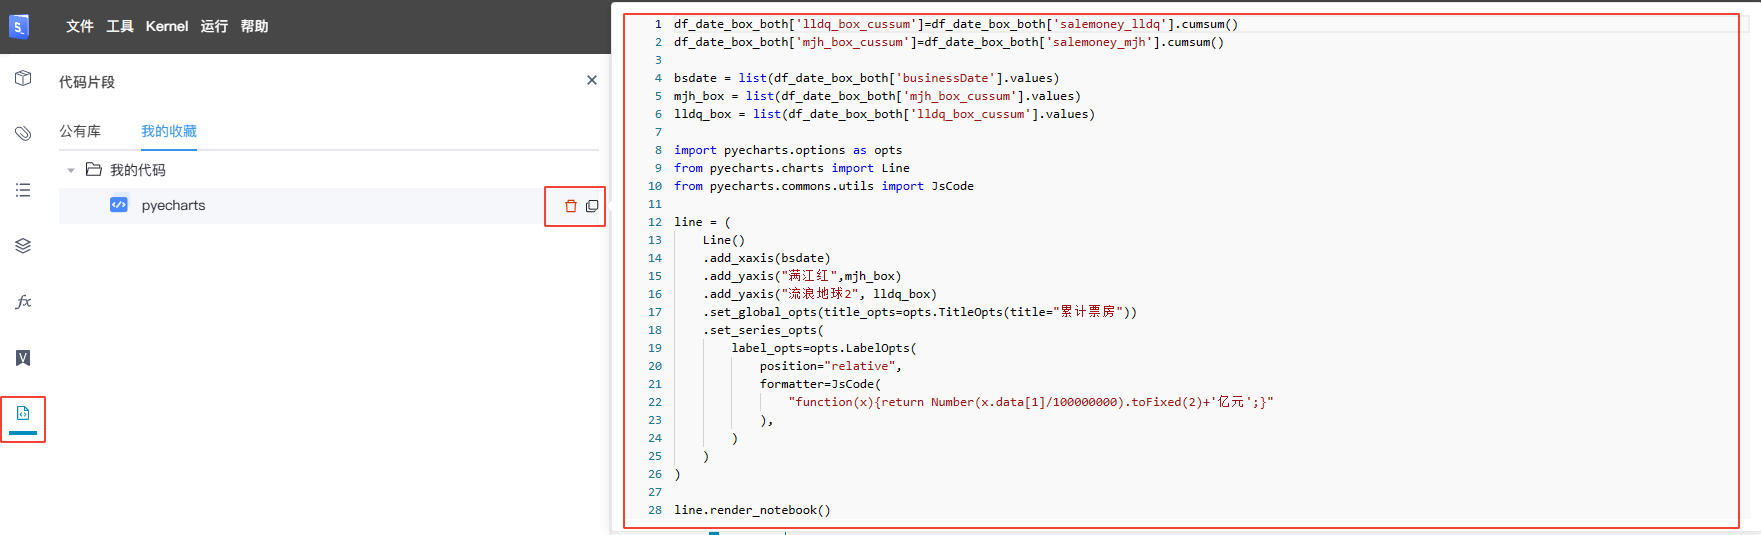 文件 工具 Kernel 运行 帮助
代码片段
公有库 我的收藏
我的代码
pyecharts
1 df_date_box_both['lldq_box_cussum']=df_date_box_both['salemoney_lldq'].cumsum()
2 df_date_box_both['mjh_box_cussum']=df_date_box_both['salemoney_mjh'].cumsum()
3
4 bsdate = list(df_date_box_both['businessDate'].values)
5 mjh_box = list(df_date_box_both['mjh_box_cussum'].values)
6 lldq_box = list(df_date_box_both['lldq_box_cussum'].values)
7
8 import pyecharts.options as opts
9 from pyecharts.charts import Line
10 from pyecharts.commons.utils import JsCode
11
12 line = (
13     Line()
14     .add_xaxis(bsdate)
15     .add_yaxis("满江红",mjh_box)
16     .add_yaxis("流浪地球2", lldq_box)
17     .set_global_opts(title_opts=opts.TitleOpts(title="累计票房"))
18     .set_series_opts(
19         label_opts=opts.LabelOpts(
20             position="relative",
21             formatter=JsCode(
22                 "function(x){return Number(x.data[1]/100000000).toFixed(2)+'亿元';}"
23             ),
24         )
25     )
26 )
27
28 line.render_notebook()